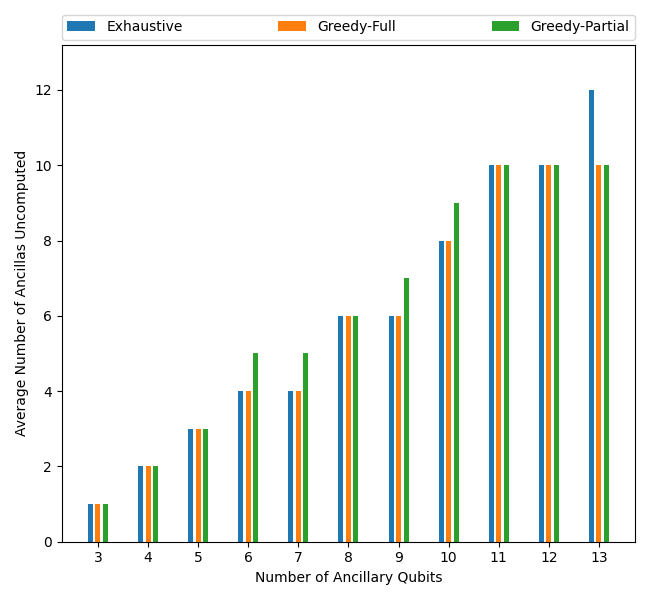 Exhaustive Greedy-Full Greedy-Partial
Average Number of Ancillas Uncomputed
12
10
8
6
4
2
0
3 4 5 6 7 8 9 10 11 12 13
Number of Ancillary Qubits